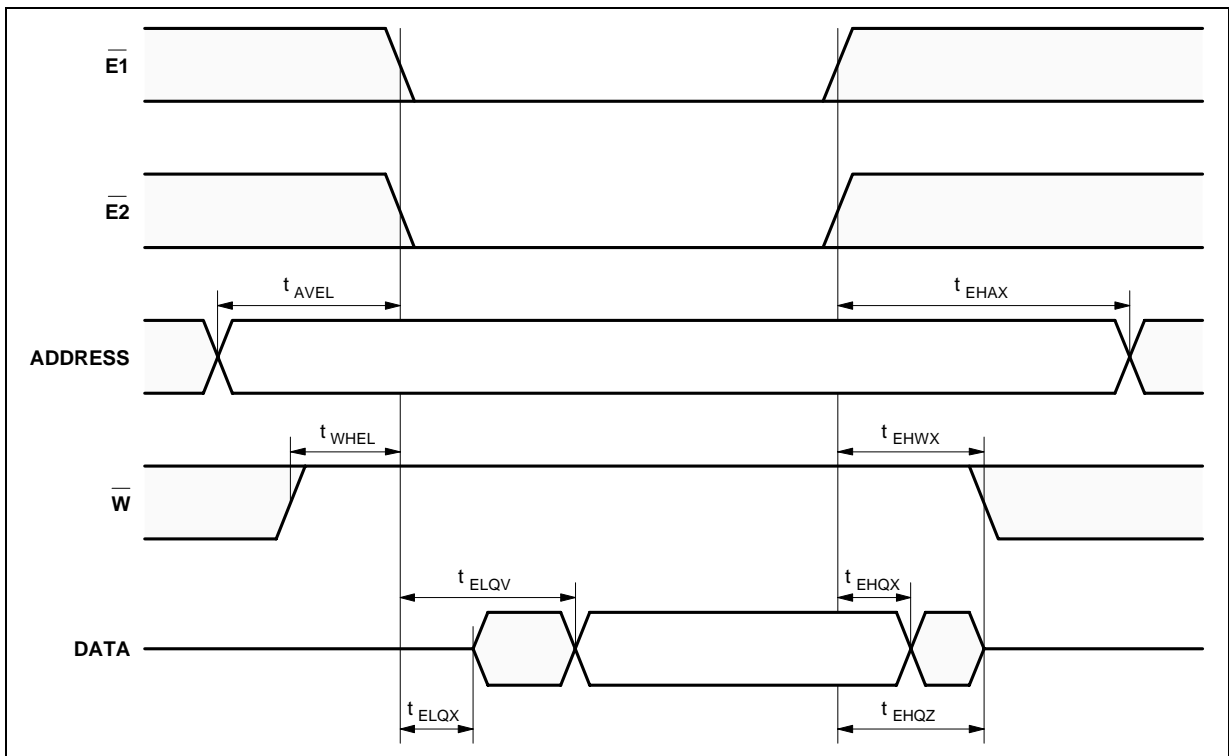 E1
E2
t AVEL
t EHAX
ADDRESS
t WHEL
t EHWX
W
t ELQV
t EHQX
DATA
t ELQX
t EHQZ